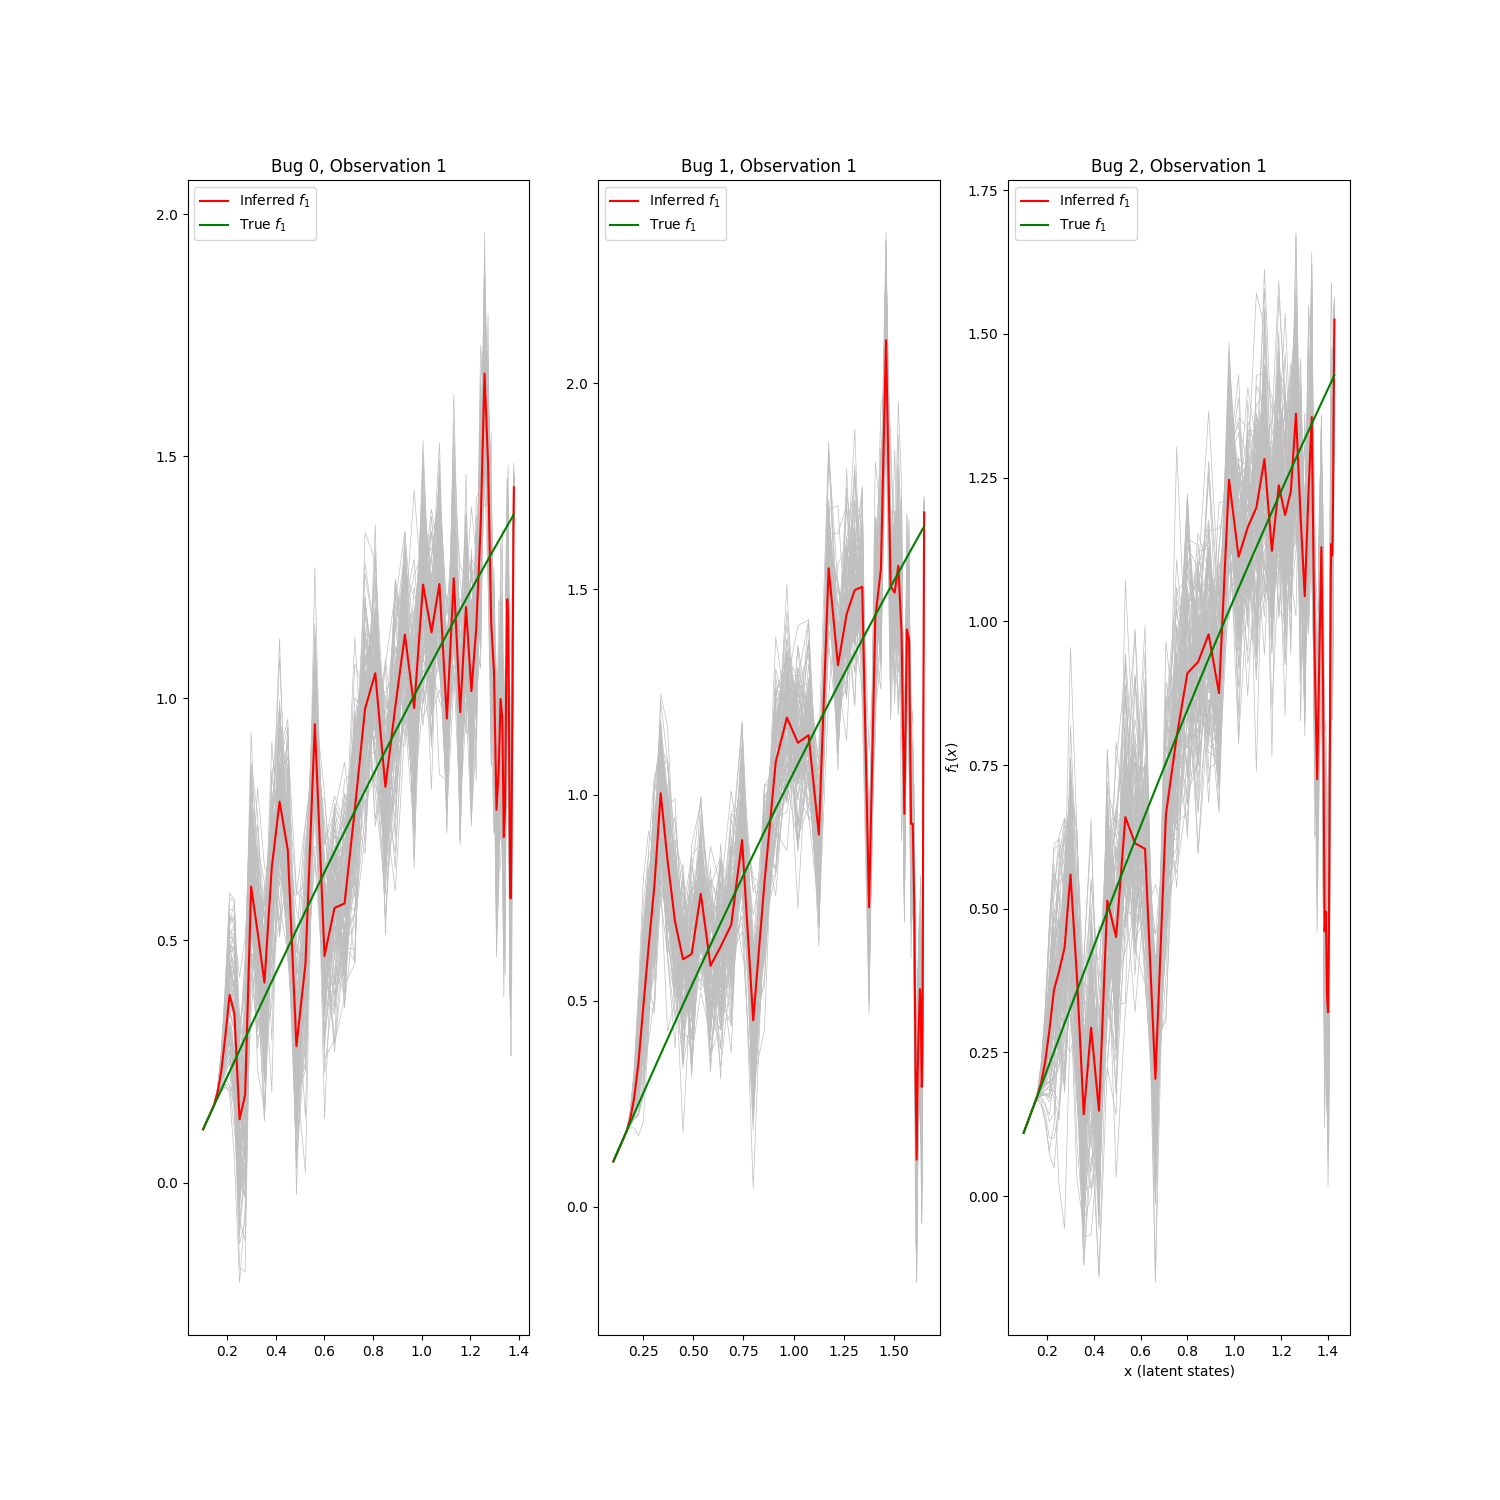 Bug 0, Observation 1
Inferred f₁
True f₁
2.0
1.5
1.0
0.5
0.0
0.2 0.4 0.6 0.8 1.0 1.2 1.4
Bug 1, Observation 1
Inferred f₁
True f₁
2.0
1.5
1.0
0.5
0.0
0.25 0.50 0.75 1.00 1.25 1.50
Bug 2, Observation 1
Inferred f₁
True f₁
f₁(x)
1.75
1.50
1.25
1.00
0.75
0.50
0.25
0.00
0.2 0.4 0.6 0.8 1.0 1.2 1.4
x (latent states)